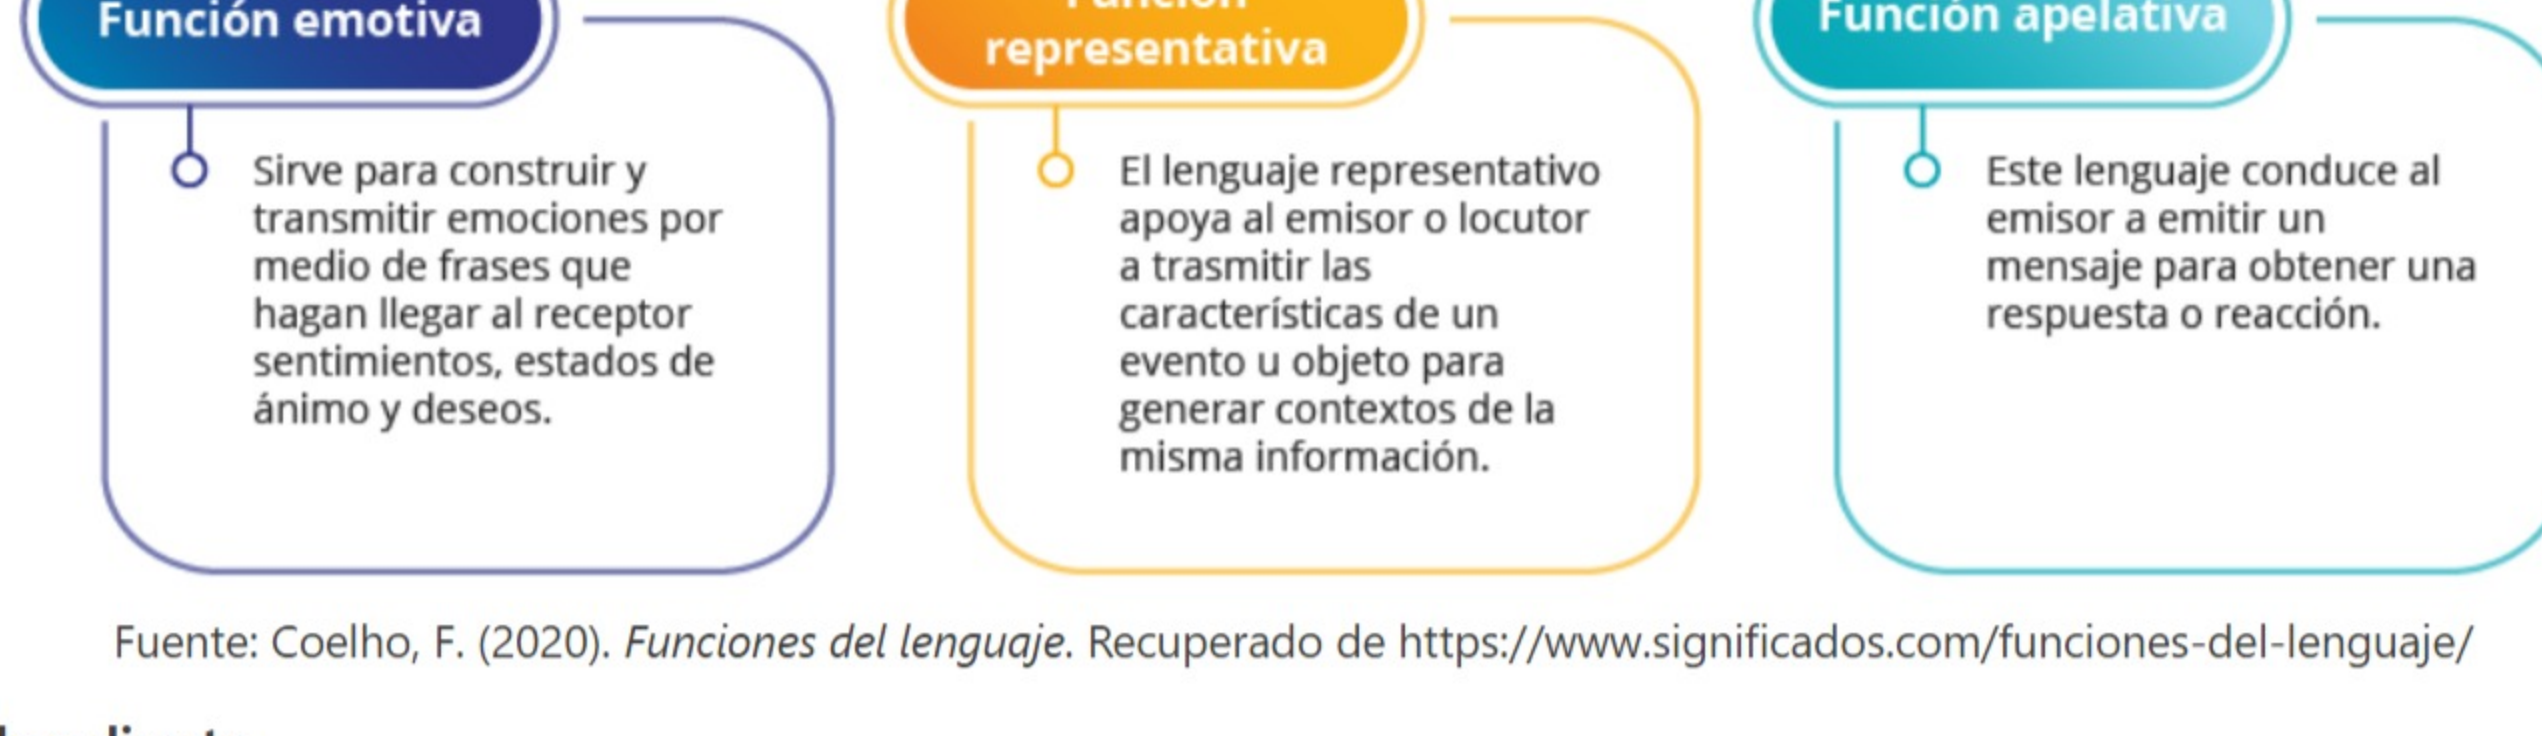 Función emotiva
Sirve para construir y
transmitir emociones por
medio de frases que
hagan llegar al receptor
sentimientos, estados de
ánimo y deseos.
Función
representativa
El lenguaje representativo
apoya al emisor o locutor
a trasmitir las
características de un
evento u objeto para
generar contextos de la
misma información.
Función apelativa
Este lenguaje conduce al
emisor a emitir un
mensaje para obtener una
respuesta o reacción.
Fuente: Coelho, F. (2020). Funciones del lenguaje. Recuperado de https://www.significados.com/funciones-del-lenguaje/